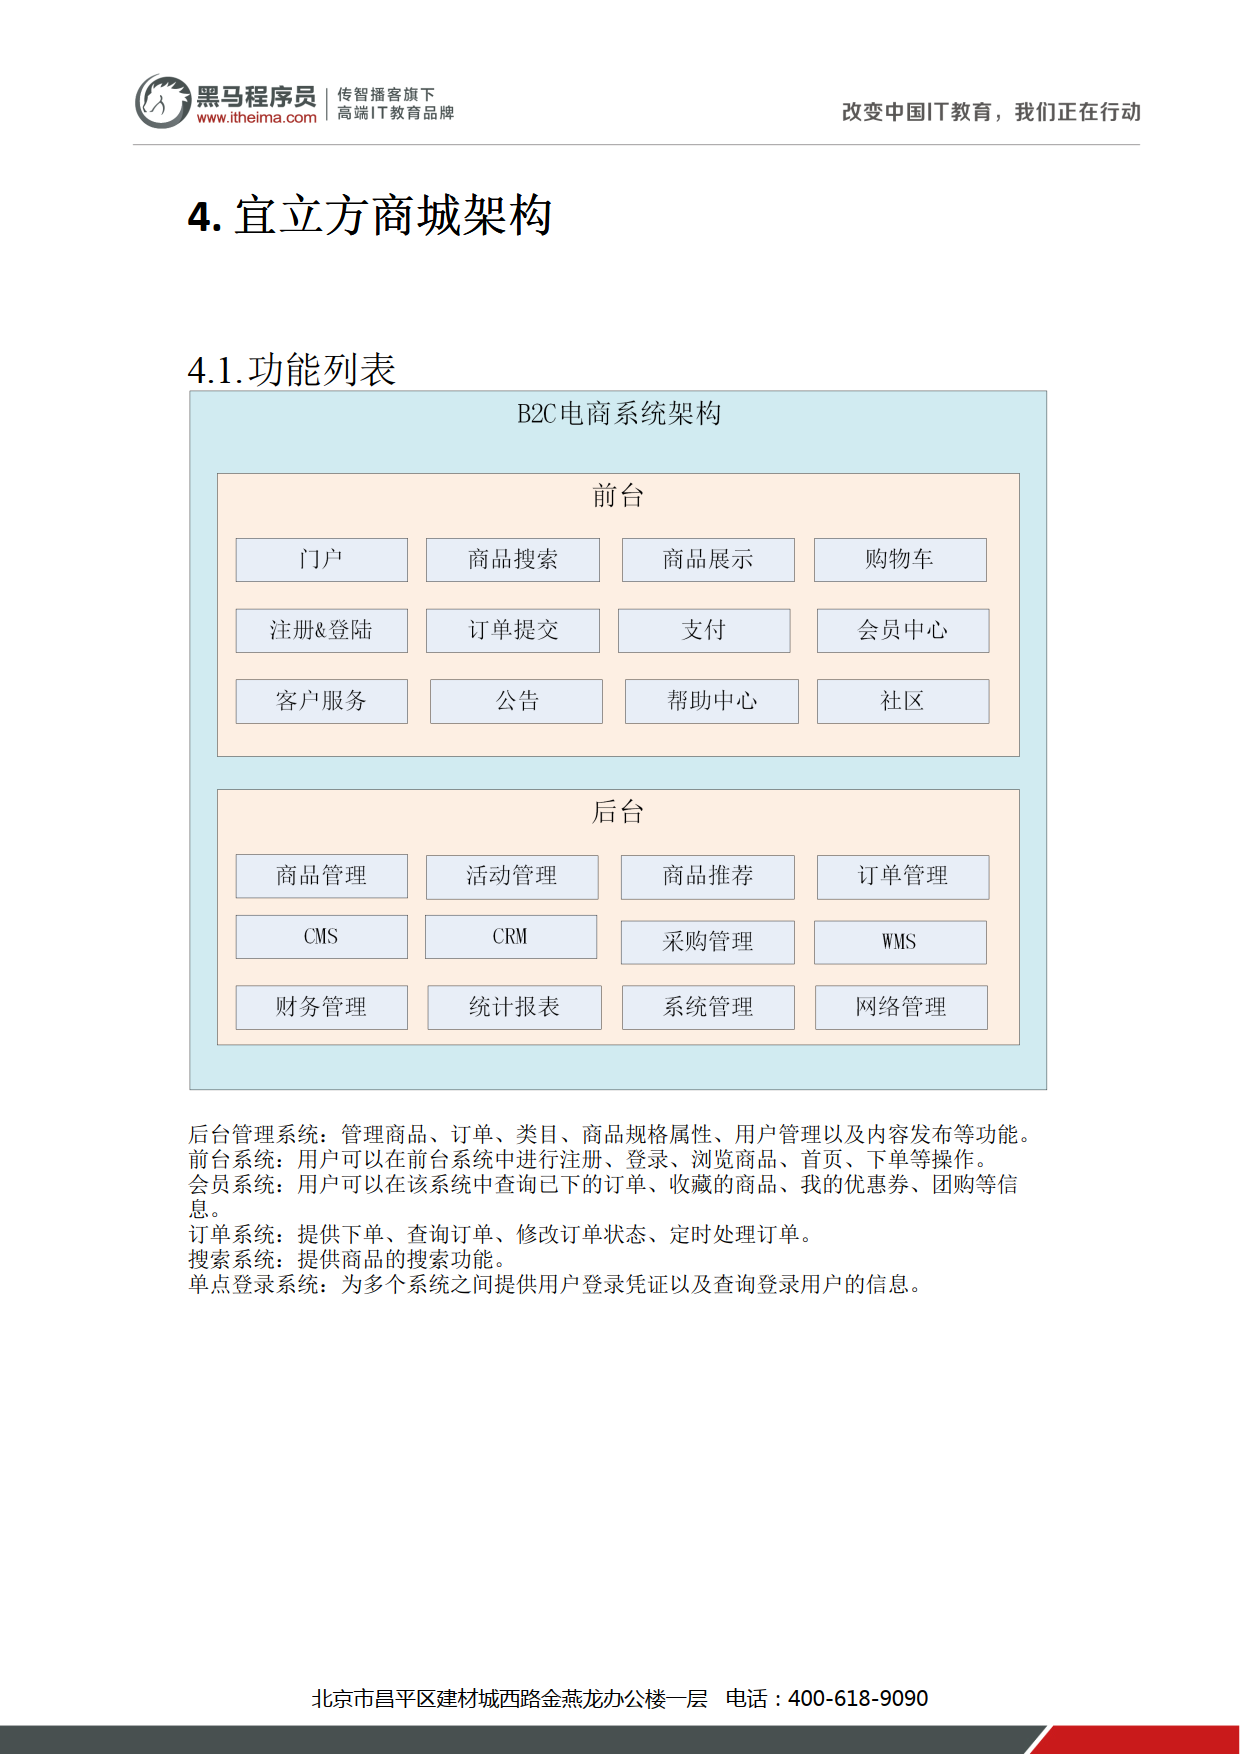 黑马程序员
www.itheima.com
传智播客旗下
高端IT教育品牌
改变中国IT教育，我们正在行动
4. 宜立方商城架构
4.1. 功能列表
B2C电商系统架构
前台
门户 商品搜索 商品展示 购物车
注册&登陆 订单提交 支付 会员中心
客户服务 公告 帮助中心 社区
后台
商品管理 活动管理 商品推荐 订单管理
CMS CRM 采购管理 WMS
财务管理 统计报表 系统管理 网络管理
后台管理系统：管理商品、订单、类目、商品规格属性、用户管理以及内容发布等功能。
前台系统：用户可以在前台系统中进行注册、登录、浏览商品、首页、下单等操作。
会员系统：用户可以在该系统中查询已下的订单、收藏的商品、我的优惠券、团购等信
息。
订单系统：提供下单、查询订单、修改订单状态、定时处理订单。
搜索系统：提供商品的搜索功能。
单点登录系统：为多个系统之间提供用户登录凭证以及查询登录用户的信息。
北京市昌平区建材城西路金燕龙办公楼一层 电话：400-618-9090